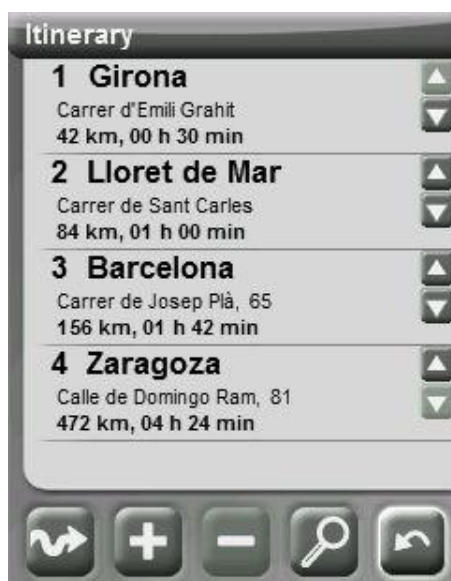 Itinerary
1 Girona
Carrer d'Emili Grahit
42 km, 00 h 30 min
2 Lloret de Mar
Carrer de Sant Carles
84 km, 01 h 00 min
3 Barcelona
Carrer de Josep Plà, 65
156 km, 01 h 42 min
4 Zaragoza
Calle de Domingo Ram, 81
472 km, 04 h 24 min